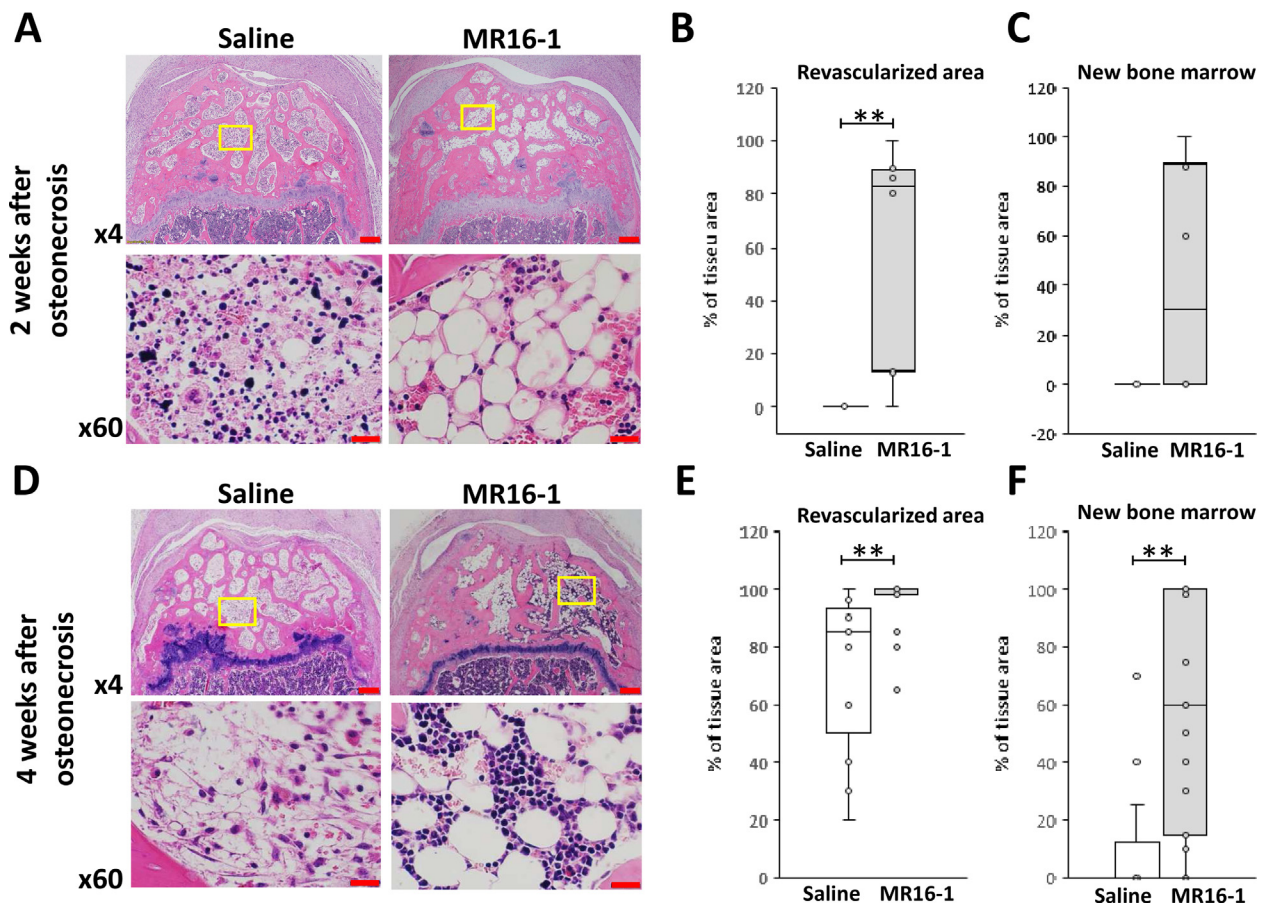 A
Saline
MR16-1
2 weeks after
ostenonecrosis
x4
x60
B
Revascularized area
**
% of tisseu area
120
100
80
60
40
20
0
Saline MR16-1
C
New bone marrow
% of tissue area
120
100
80
60
40
20
0
-20
Saline MR16-1
D
Saline
MR16-1
4 weeks after
ostenonecrosis
x4
x60
E
Revascularized area
**
% of tissue area
120
100
80
60
40
20
0
Saline MR16-1
F
New bone marrow
**
% of tissue area
120
100
80
60
40
20
0
Saline MR16-1